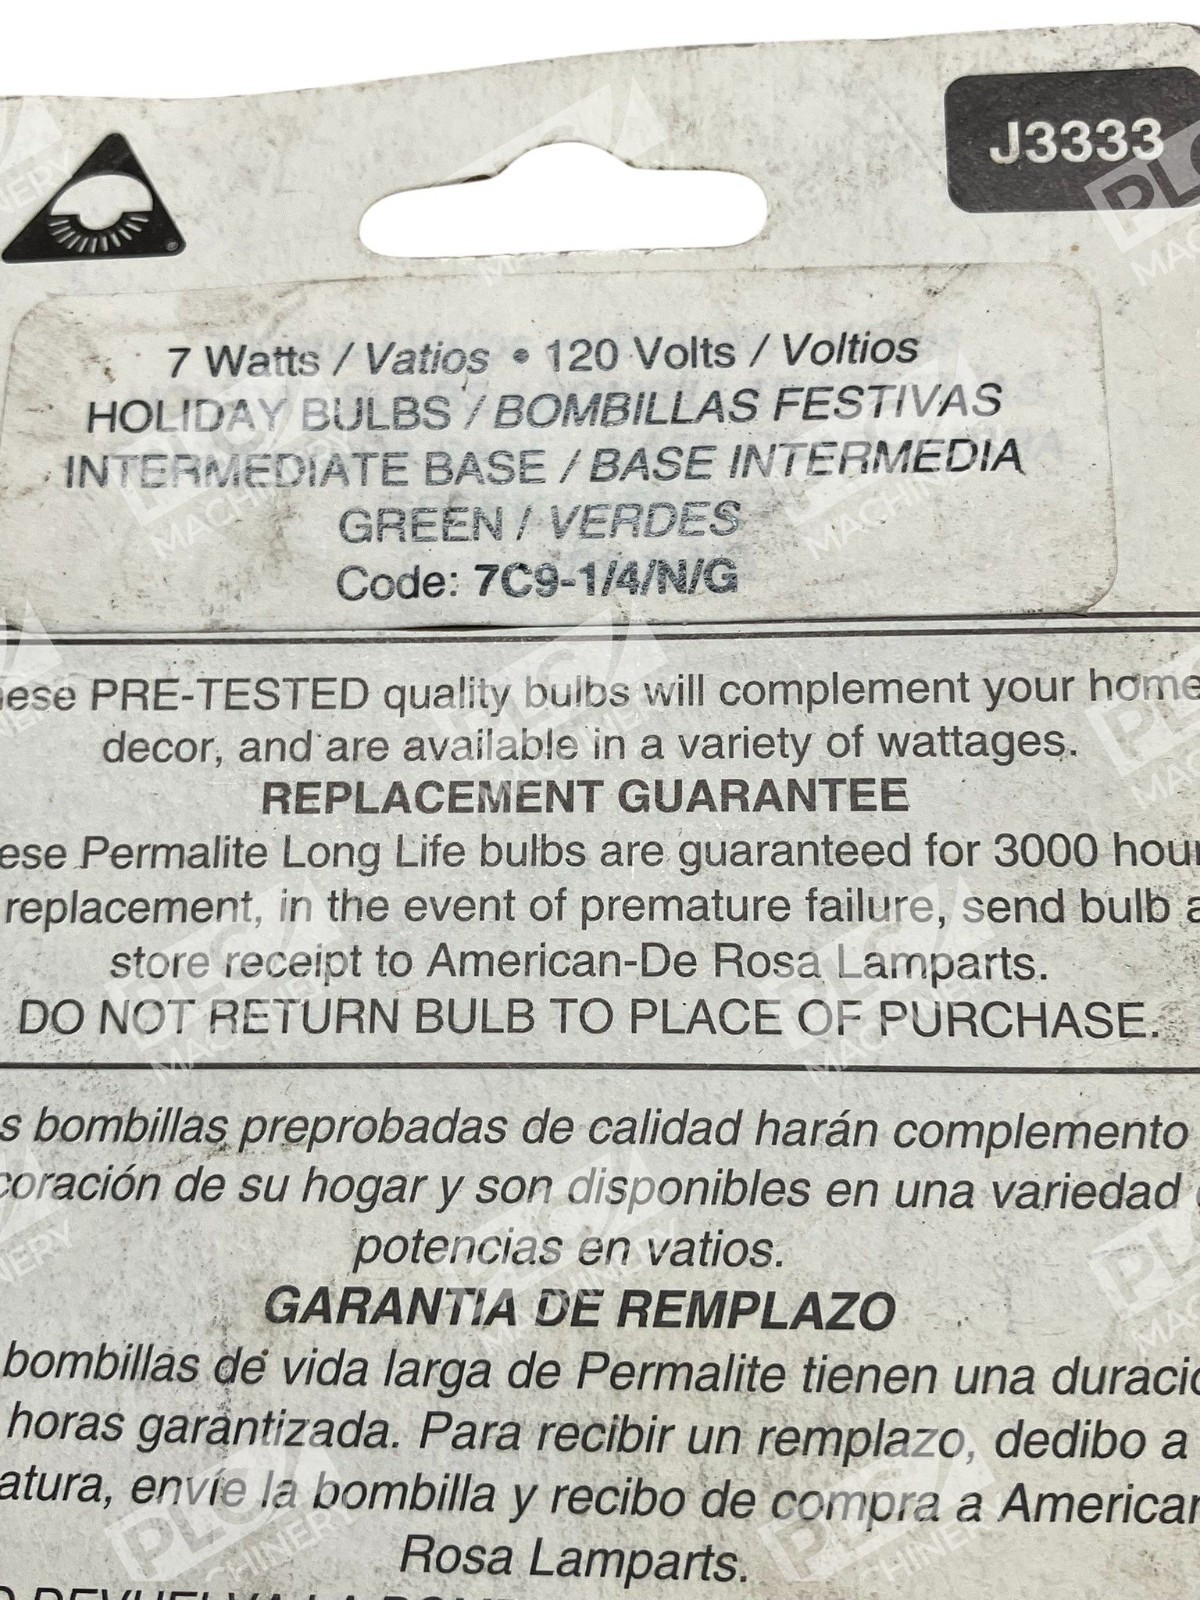 J3333
7 Watts / Vatios • 120 Volts / Voltios
HOLIDAY BULBS / BOMBILLAS FESTIVAS
INTERMEDIATE BASE / BASE INTERMEDIA
GREEN / VERDES
Code: 7C9-1/4/N/G
ese PRE-TESTED quality bulbs will complement your home
decor, and are available in a variety of wattages.
REPLACEMENT GUARANTEE
ese Permalite Long Life bulbs are guaranteed for 3000 hour
replacement, in the event of premature failure, send bulb a
store receipt to American-De Rosa Lamparts.
DO NOT RETURN BULB TO PLACE OF PURCHASE.
s bombillas preprobadas de calidad harán complemento
coración de su hogar y son disponibles en una variedad
potencias en vatios.
GARANTIA DE REMPLAZO
bombillas de vida larga de Permalite tienen una duració
horas garantizada. Para recibir un remplazo, dedibo a
atura, envíe la bombilla y recibo de compra a American
Rosa Lamparts.
PLC MACHINERY